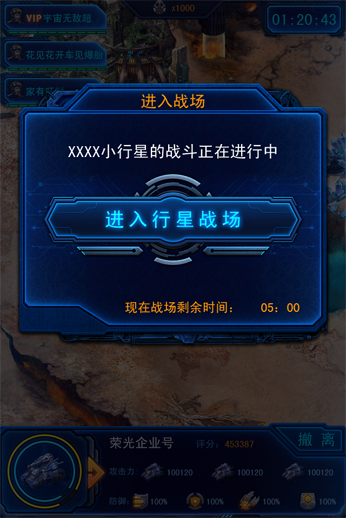 VIP宇宙无敌超
x1000
01:20:43
花见花开车见爆胎
家有
进入战场
XXXX小行星的战斗正在进行中
进入行星战场
现在战场剩余时间: 05: 00
荣光企业号 评分: 453387 撤离
攻击力: 100120 100120 100120
防御: 100% 100% 100% 100%